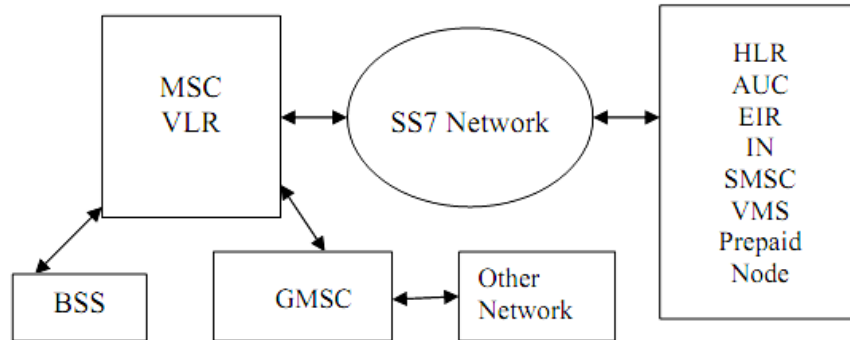 MSC
VLR
SS7 Network
HLR
AUC
EIR
IN
SMSC
VMS
Prepaid
Node
BSS
GMSC
Other
Network